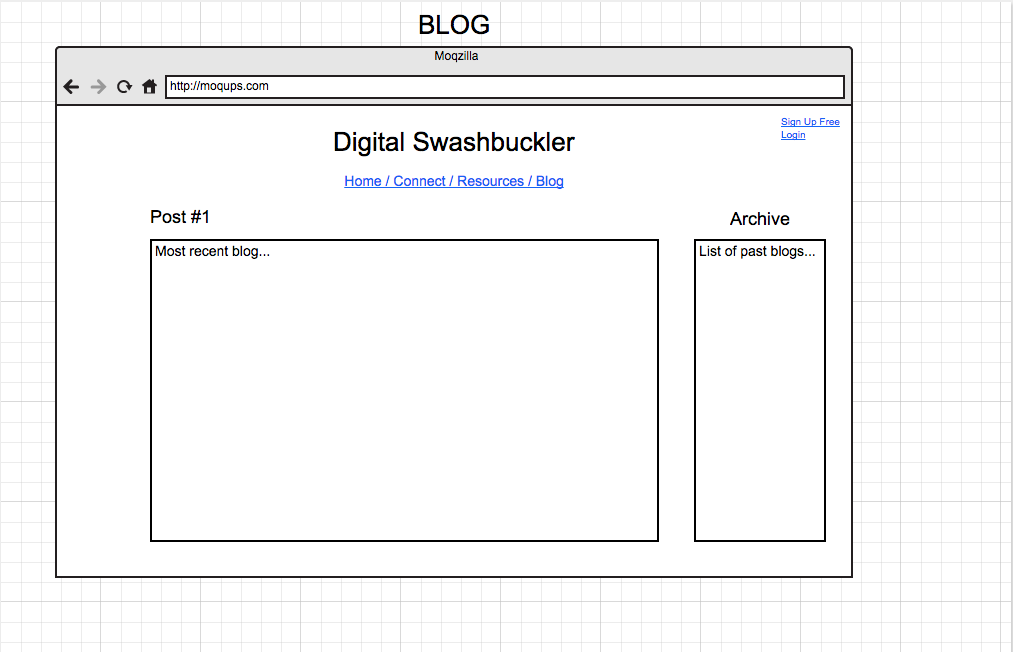 BLOG
Moqzilla
http://moqups.com
Sign Up Free
Login
Digital Swashbuckler
Home / Connect / Resources / Blog
Post #1
Archive
Most recent blog...
List of past blogs...